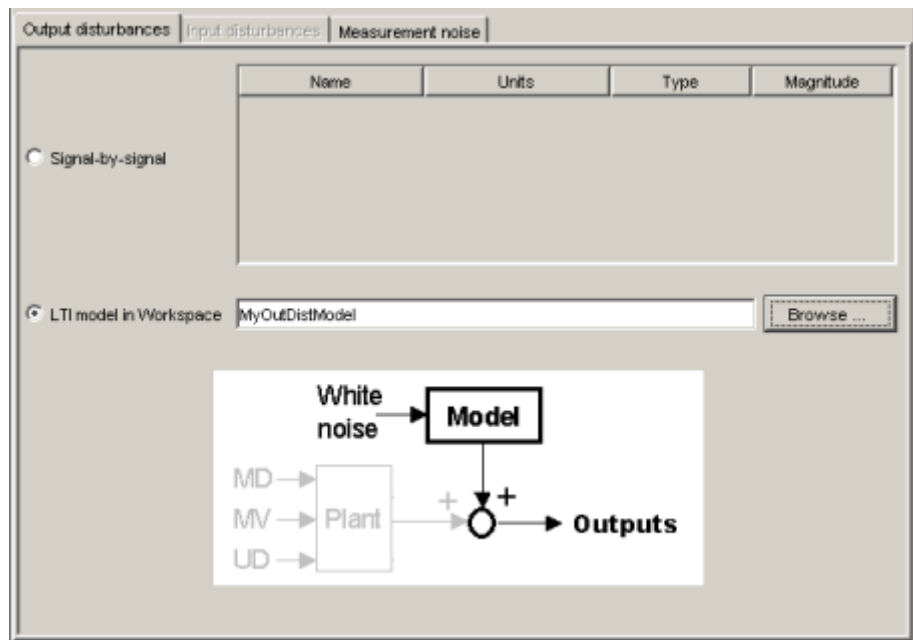 Output disturbances Input disturbances Measurement noise
Name Units Type Magnitude
Signal-by-signal
LTI model in Workspace MyOutDistModel Browse ...
White
noise
Model
MD
MV
UD
Plant
+
+
Outputs